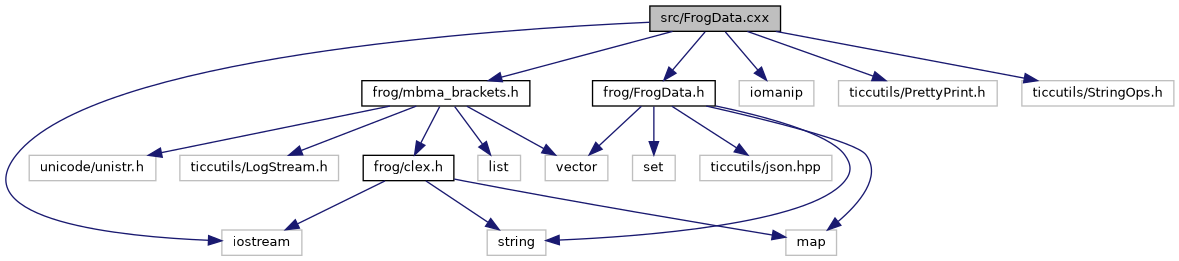 src/FrogData.cxx
frog/mbma_brackets.h
frog/FrogData.h
iomanip
ticcutils/PrettyPrint.h
ticcutils/StringOps.h
unicode/unistr.h
ticcutils/LogStream.h
frog/clex.h
list
vector
set
ticcutils/json.hpp
iostream
string
map